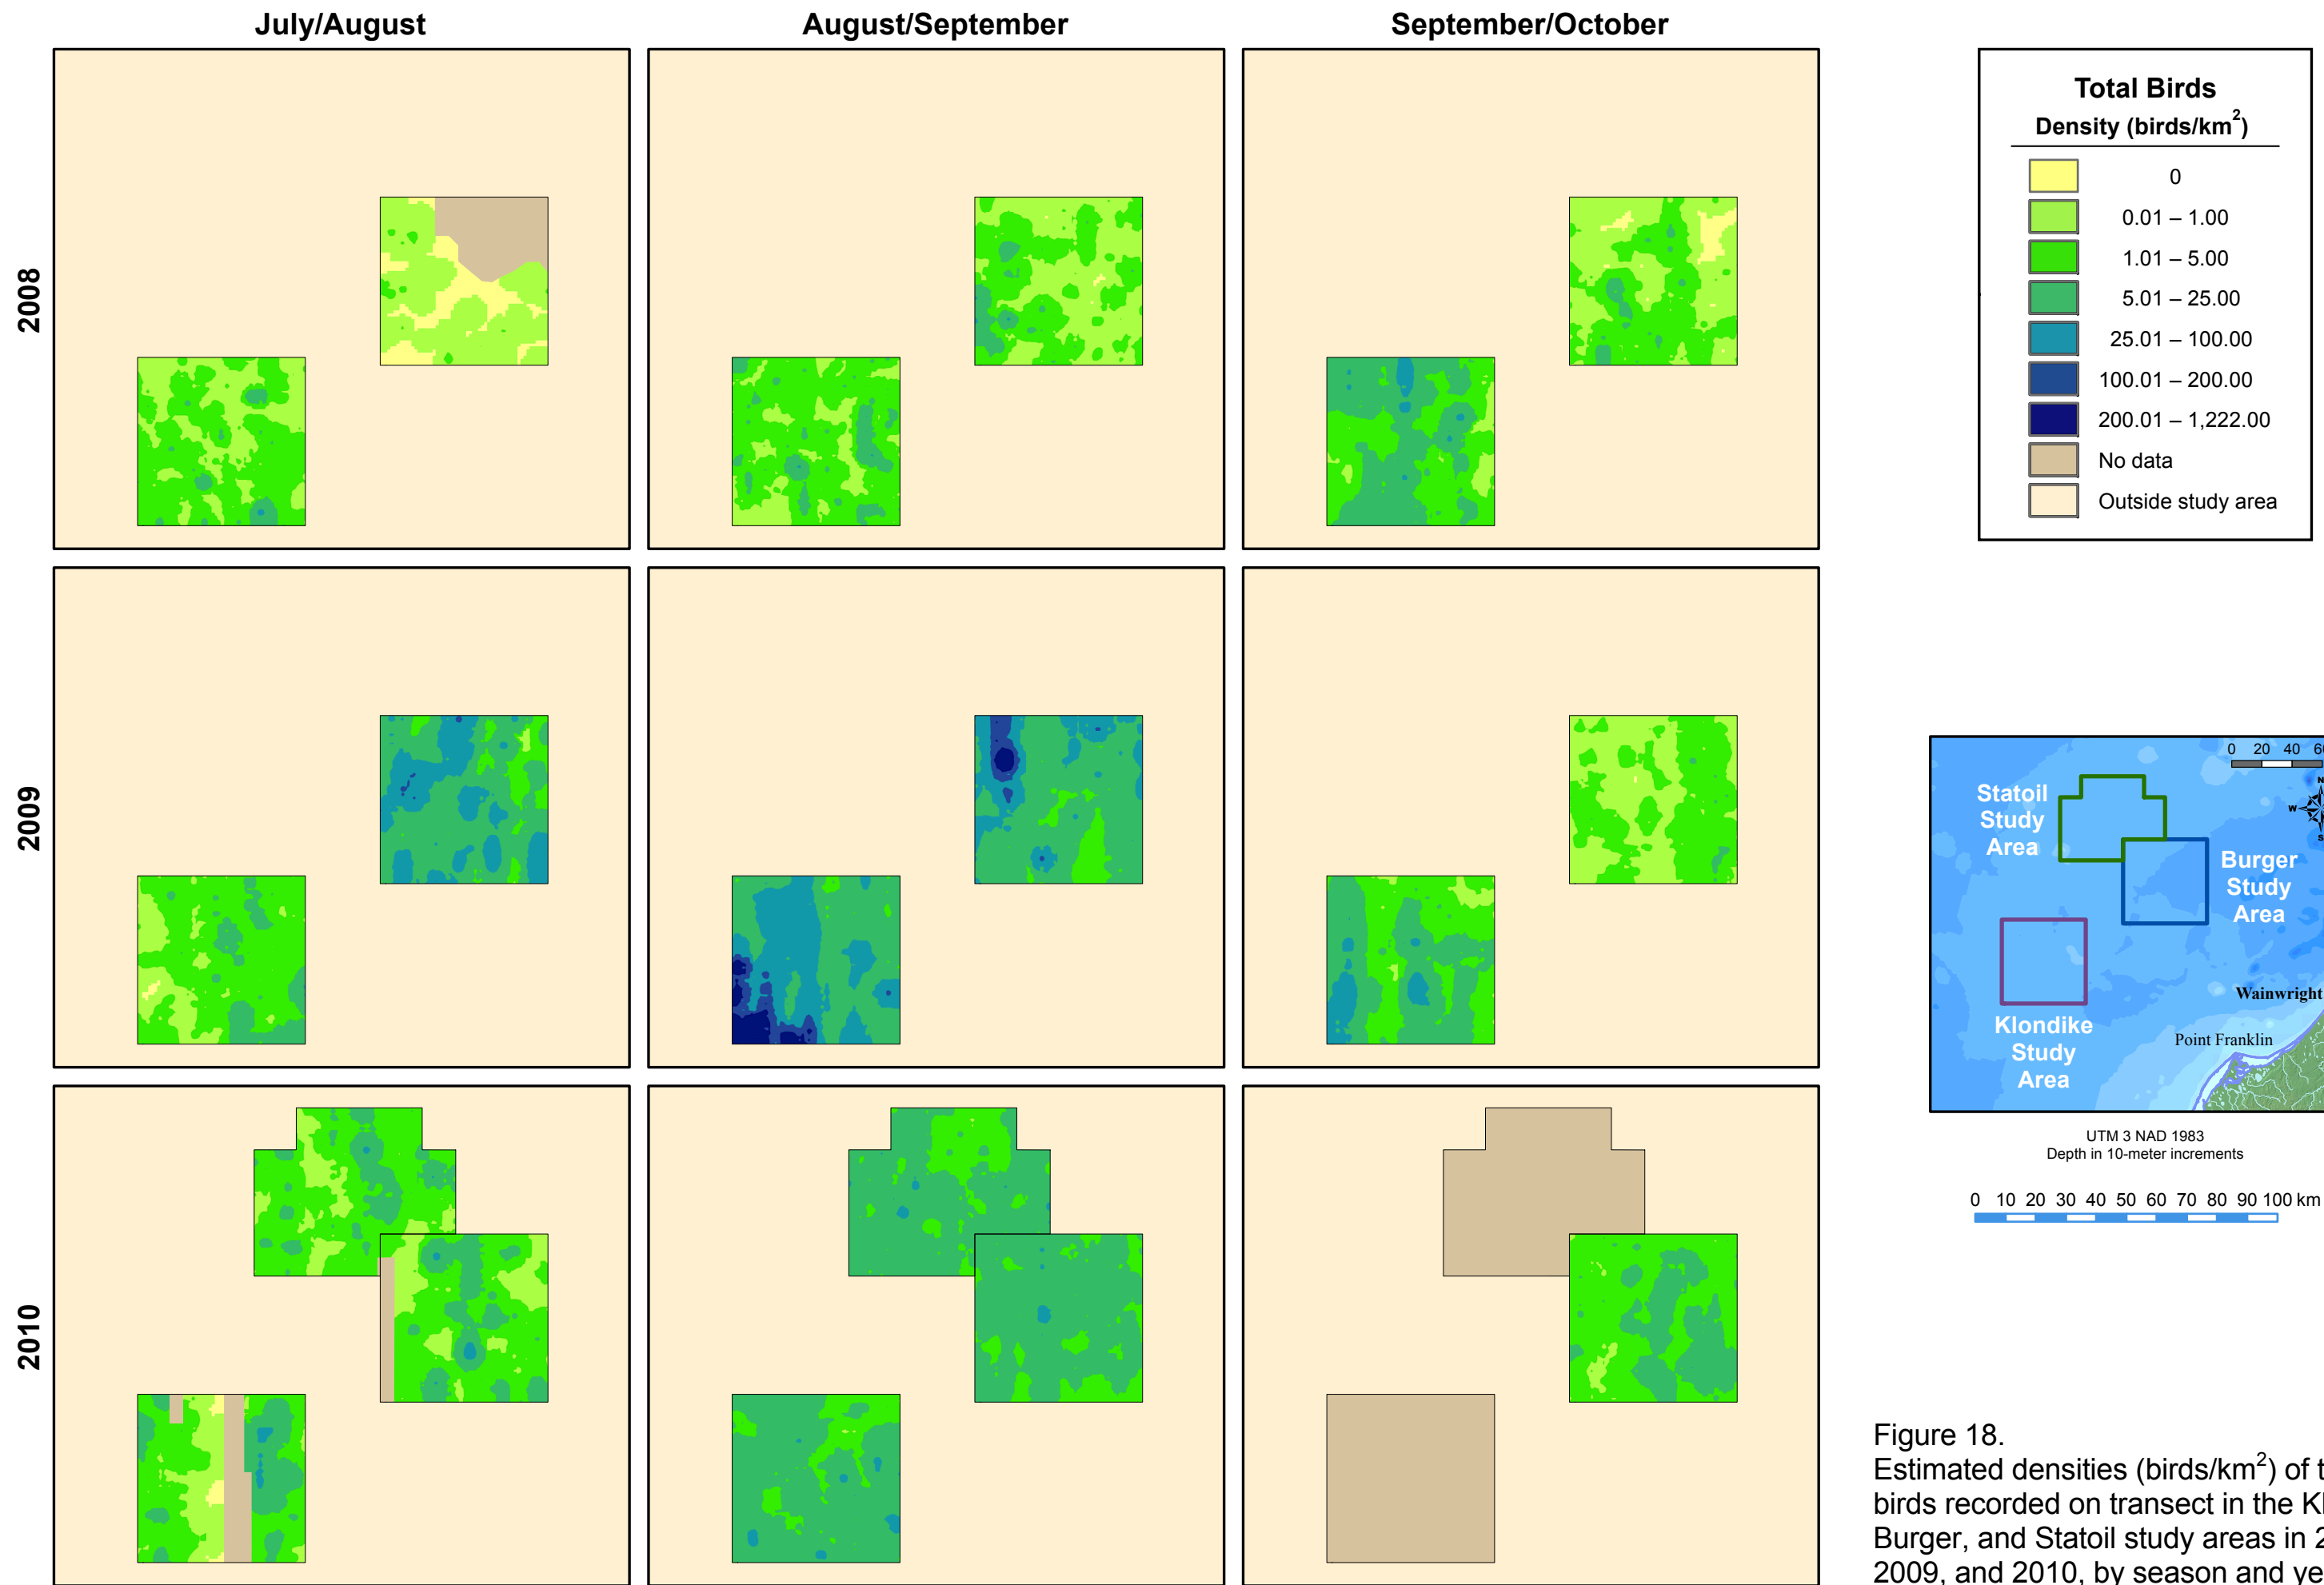 July/August
August/September
September/October
2008
2009
2010
Total Birds
Density (birds/km²)
0
0.01 – 1.00
1.01 – 5.00
5.01 – 25.00
25.01 – 100.00
100.01 – 200.00
200.01 – 1,222.00
No data
Outside study area
0 20 40
N
W
S
Statoil
Study
Area
Burger
Study
Area
Klondike
Study
Area
Wainwright
Point Franklin
UTM 3 NAD 1983
Depth in 10-meter increments
0 10 20 30 40 50 60 70 80 90 100 km
Figure 18.
Estimated densities (birds/km²) of
birds recorded on transect in the
Burger, and Statoil study areas in
2009, and 2010, by season and